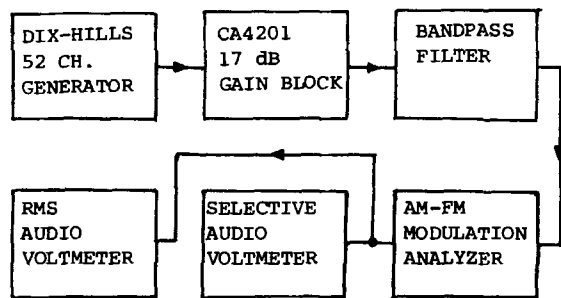 DIX-HILLS
52 CH.
GENERATOR
CA4201
17 dB
GAIN BLOCK
BANDPASS
FILTER
RMS
AUDIO
VOLTMETER
SELECTIVE
AUDIO
VOLTMETER
AM-FM
MODULATION
ANALYZER